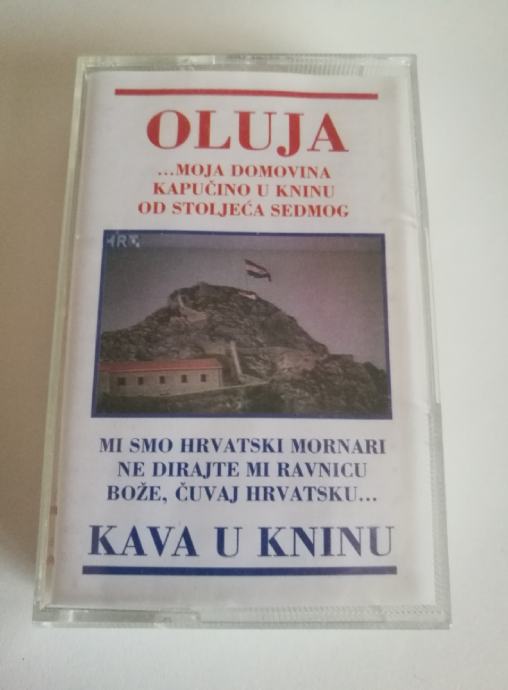 OLUJA
...MOJA DOMOVINA
KAPUČINO U KNINU
OD STOLJEĆA SEDMOG
HRT
MI SMO HRVATSKI MORNARI
NE DIRAJTE MI RAVNICU
BOŽE, ČUVAJ HRVATSKU...
KAVA U KNINU